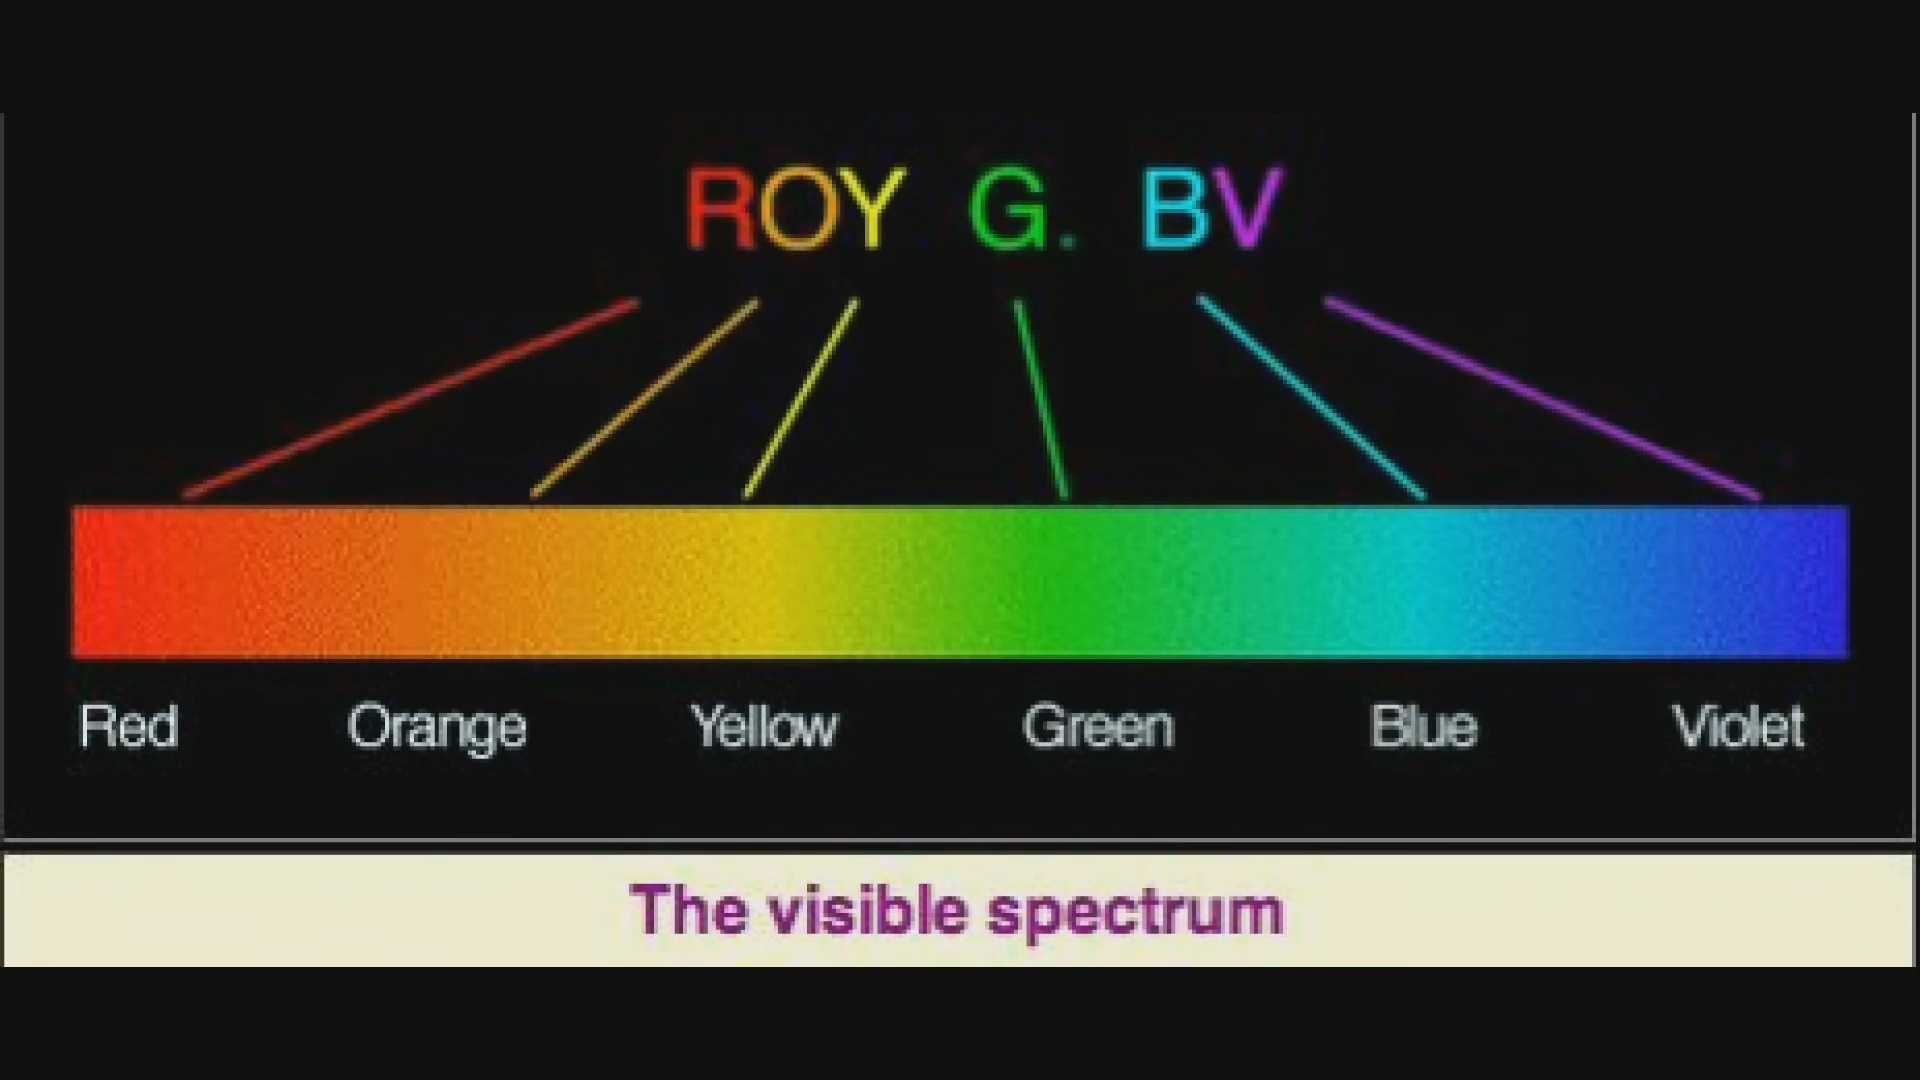 ROY G. BV
Red Orange Yellow Green Blue Violet
The visible spectrum